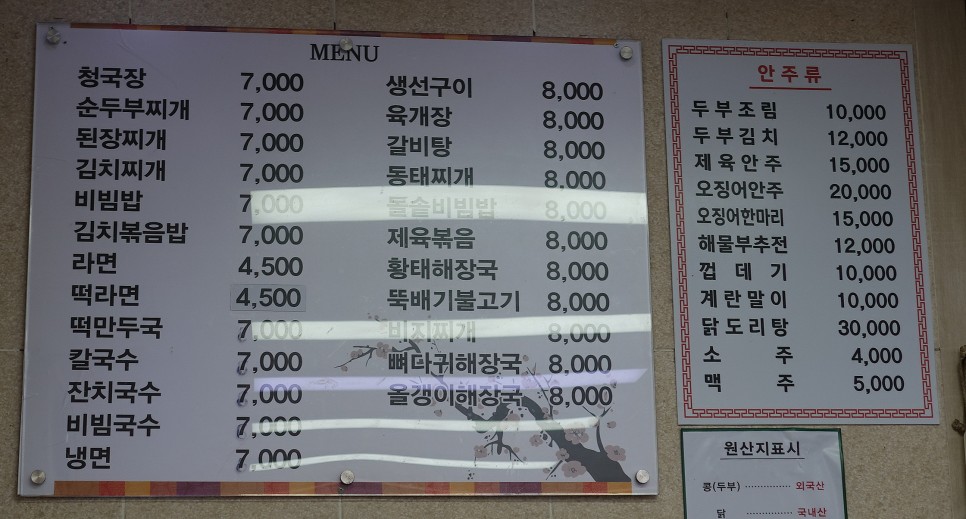 MENU
청국장 7,000
순두부찌개 7,000
된장찌개 7,000
김치찌개 7,000
비빔밥 7,000
김치볶음밥 7,000
라면 4,500
떡라면 4,500
떡만두국 7,000
칼국수 7,000
잔치국수 7,000
비빔국수 7,000
냉면 7,000
생선구이 8,000
육개장 8,000
갈비탕 8,000
동태찌개 8,000
돌솥비빔밥 8,000
제육볶음 8,000
황태해장국 8,000
뚝배기불고기 8,000
비지찌개 8,000
뼈다귀해장국 8,000
올갱이해장국 8,000
안주류
두부조림 10,000
두부김치 12,000
제육안주 15,000
오징어안주 20,000
오징어한마리 15,000
해물부추전 12,000
껍데기 10,000
계란말이 10,000
닭도리탕 30,000
소주 4,000
맥주 5,000
원산지표시
콩(두부) ··············· 외국산
닭 ··············· 국내산